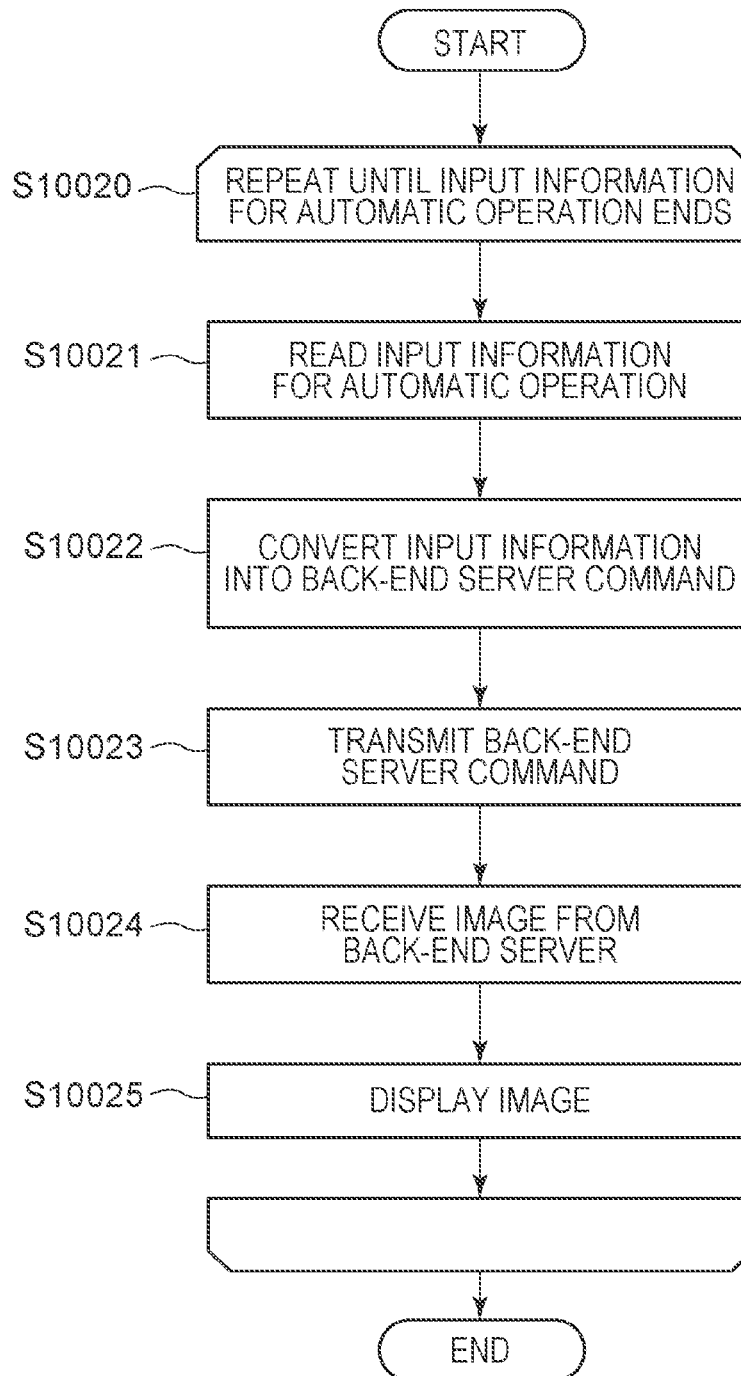 START
S10020
REPEAT UNTIL INPUT INFORMATION
FOR AUTOMATIC OPERATION ENDS
S10021
READ INPUT INFORMATION
FOR AUTOMATIC OPERATION
S10022
CONVERT INPUT INFORMATION
INTO BACK-END SERVER COMMAND
S10023
TRANSMIT BACK-END
SERVER COMMAND
S10024
RECEIVE IMAGE FROM
BACK-END SERVER
S10025
DISPLAY IMAGE
END